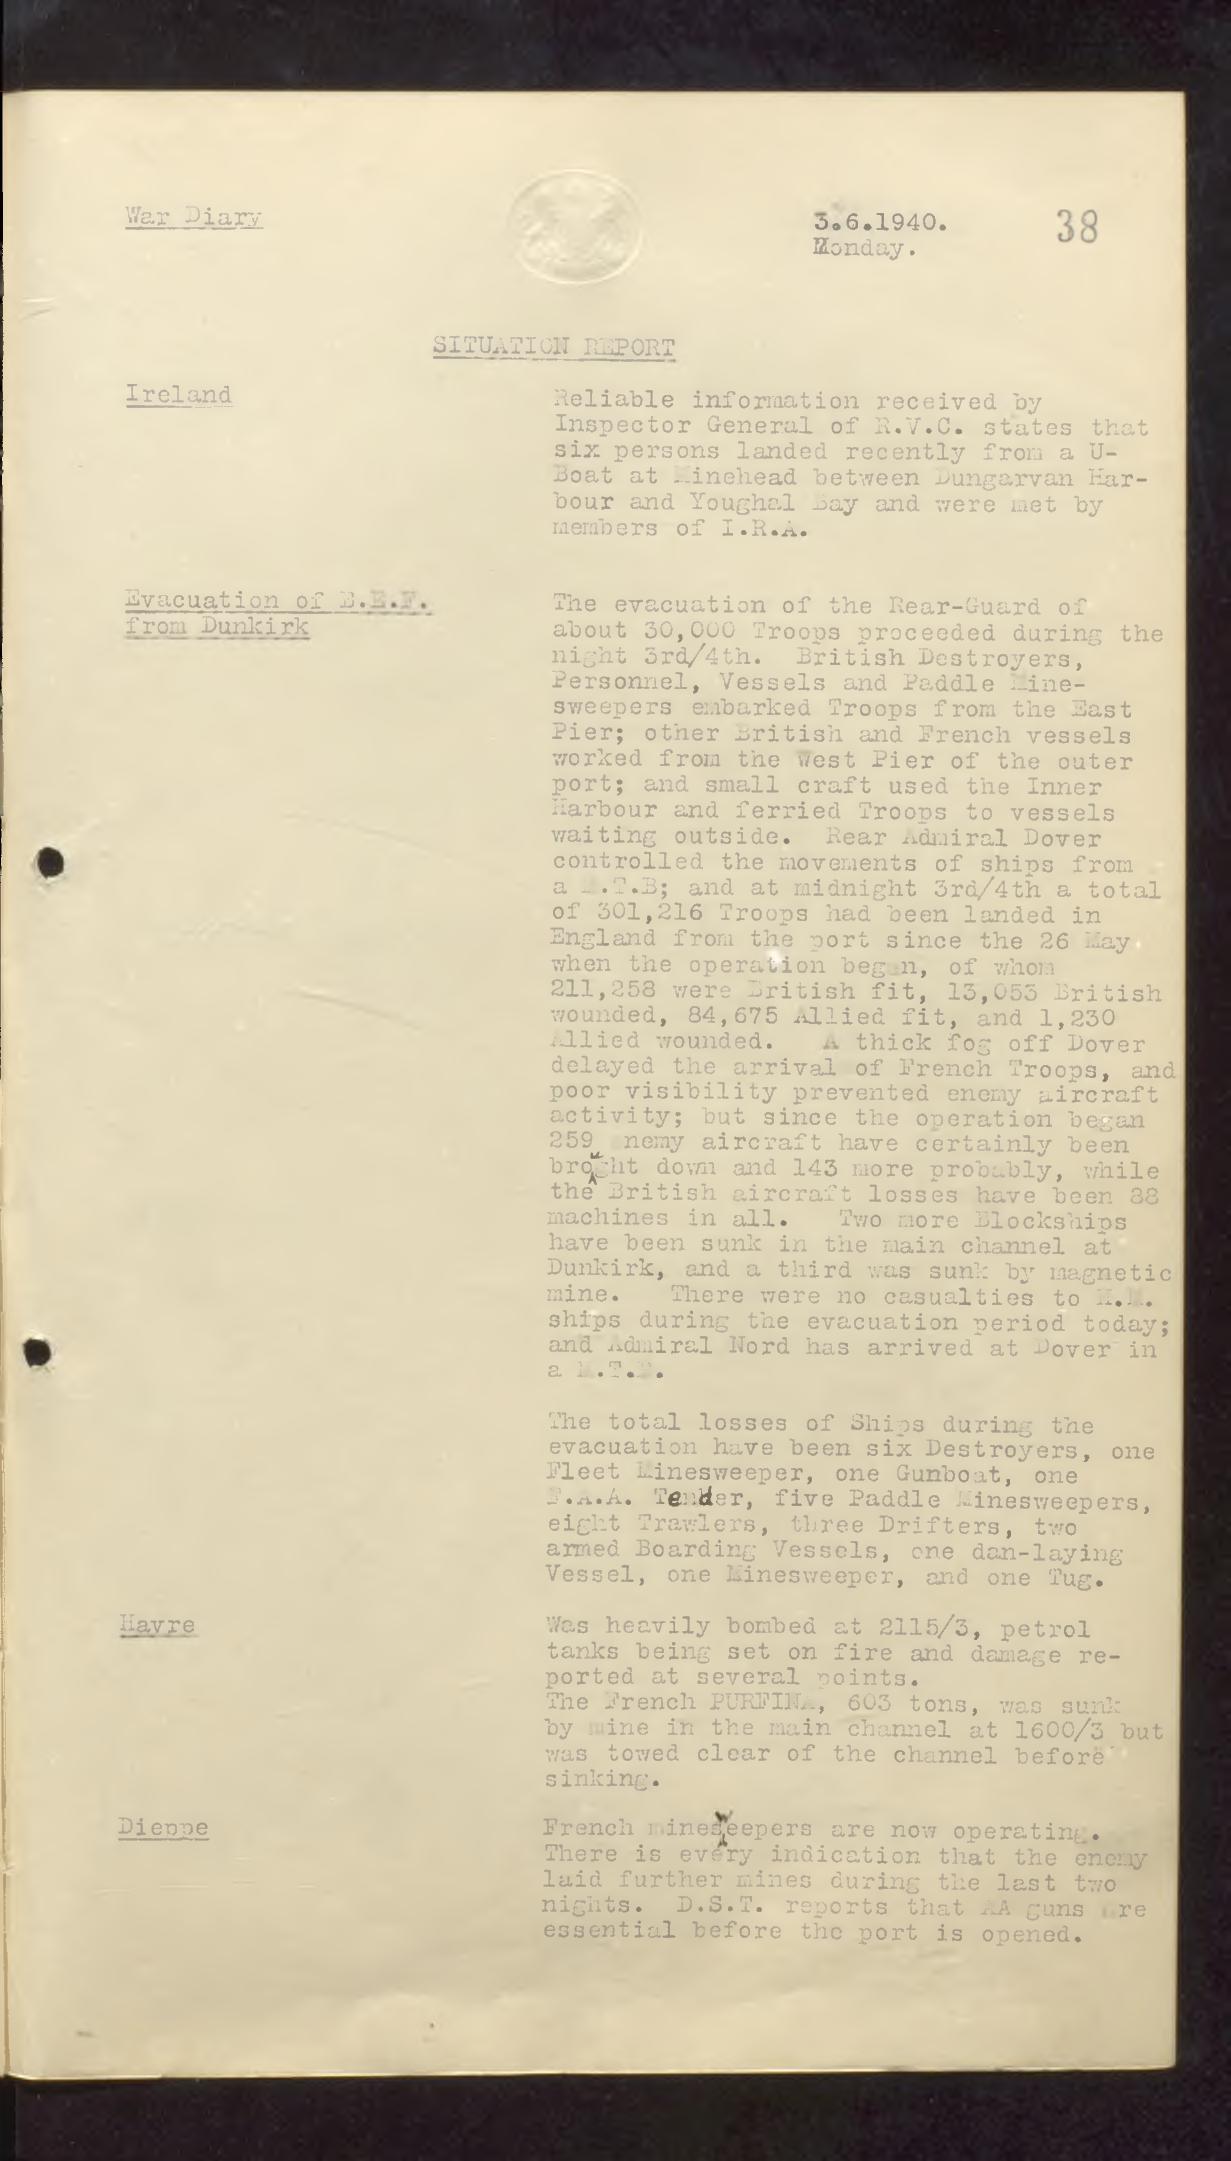 War Diary
3.6.1940.
38
Monday.
SITUATION REPORT
Ireland
Reliable information received by
Inspector General of R.V.C. states that
six persons landed recently from a U-
Boat at Minehead between Dungarvan Har-
bour and Youghal Bay and were met by
members of I.R.A.
Evacuation of B.E.F.
from Dunkirk
The evacuation of the Rear-Guard of
about 30,000 Troops proceeded during the
night 3rd/4th. British Destroyers,
Personnel, Vessels and Paddle Mine-
sweepers embarked Troops from the East
Pier; other British and French vessels
worked from the West Pier of the outer
port; and small craft used the Inner
Harbour and ferried Troops to vessels
waiting outside. Rear Admiral Dover
controlled the movements of ships from
a M.T.B; and at midnight 3rd/4th a total
of 301,216 Troops had been landed in
England from the port since the 26 May
when the operation began, of whom
211,258 were British fit, 13,053 British
wounded, 84,675 Allied fit, and 1,230
Allied wounded. A thick fog off Dover
delayed the arrival of French Troops, and
poor visibility prevented enemy aircraft
activity; but since the operation began
259 enemy aircraft have certainly been
brought down and 143 more probably, while
the British aircraft losses have been 88
machines in all. Two more Blockships
have been sunk in the main channel at
Dunkirk, and a third was sunk by magnetic
mine. There were no casualties to H.M.
ships during the evacuation period today;
and Admiral Nord has arrived at Dover in
a M.T.B.
The total losses of Ships during the
evacuation have been six Destroyers, one
Fleet Minesweeper, one Gunboat, one
F.A.A. Tender, five Paddle Minesweepers,
eight Trawlers, three Drifters, two
armed Boarding Vessels, one dan-laying
Vessel, one Minesweeper, and one Tug.
Havre
Was heavily bombed at 2115/3, petrol
tanks being set on fire and damage re-
ported at several points.
The French PURFINA, 603 tons, was sunk
by mine in the main channel at 1600/3 but
was towed clear of the channel before
sinking.
Dieppe
French minesweepers are now operating.
There is every indication that the enemy
laid further mines during the last two
nights. D.S.T. reports that AA guns are
essential before the port is opened.